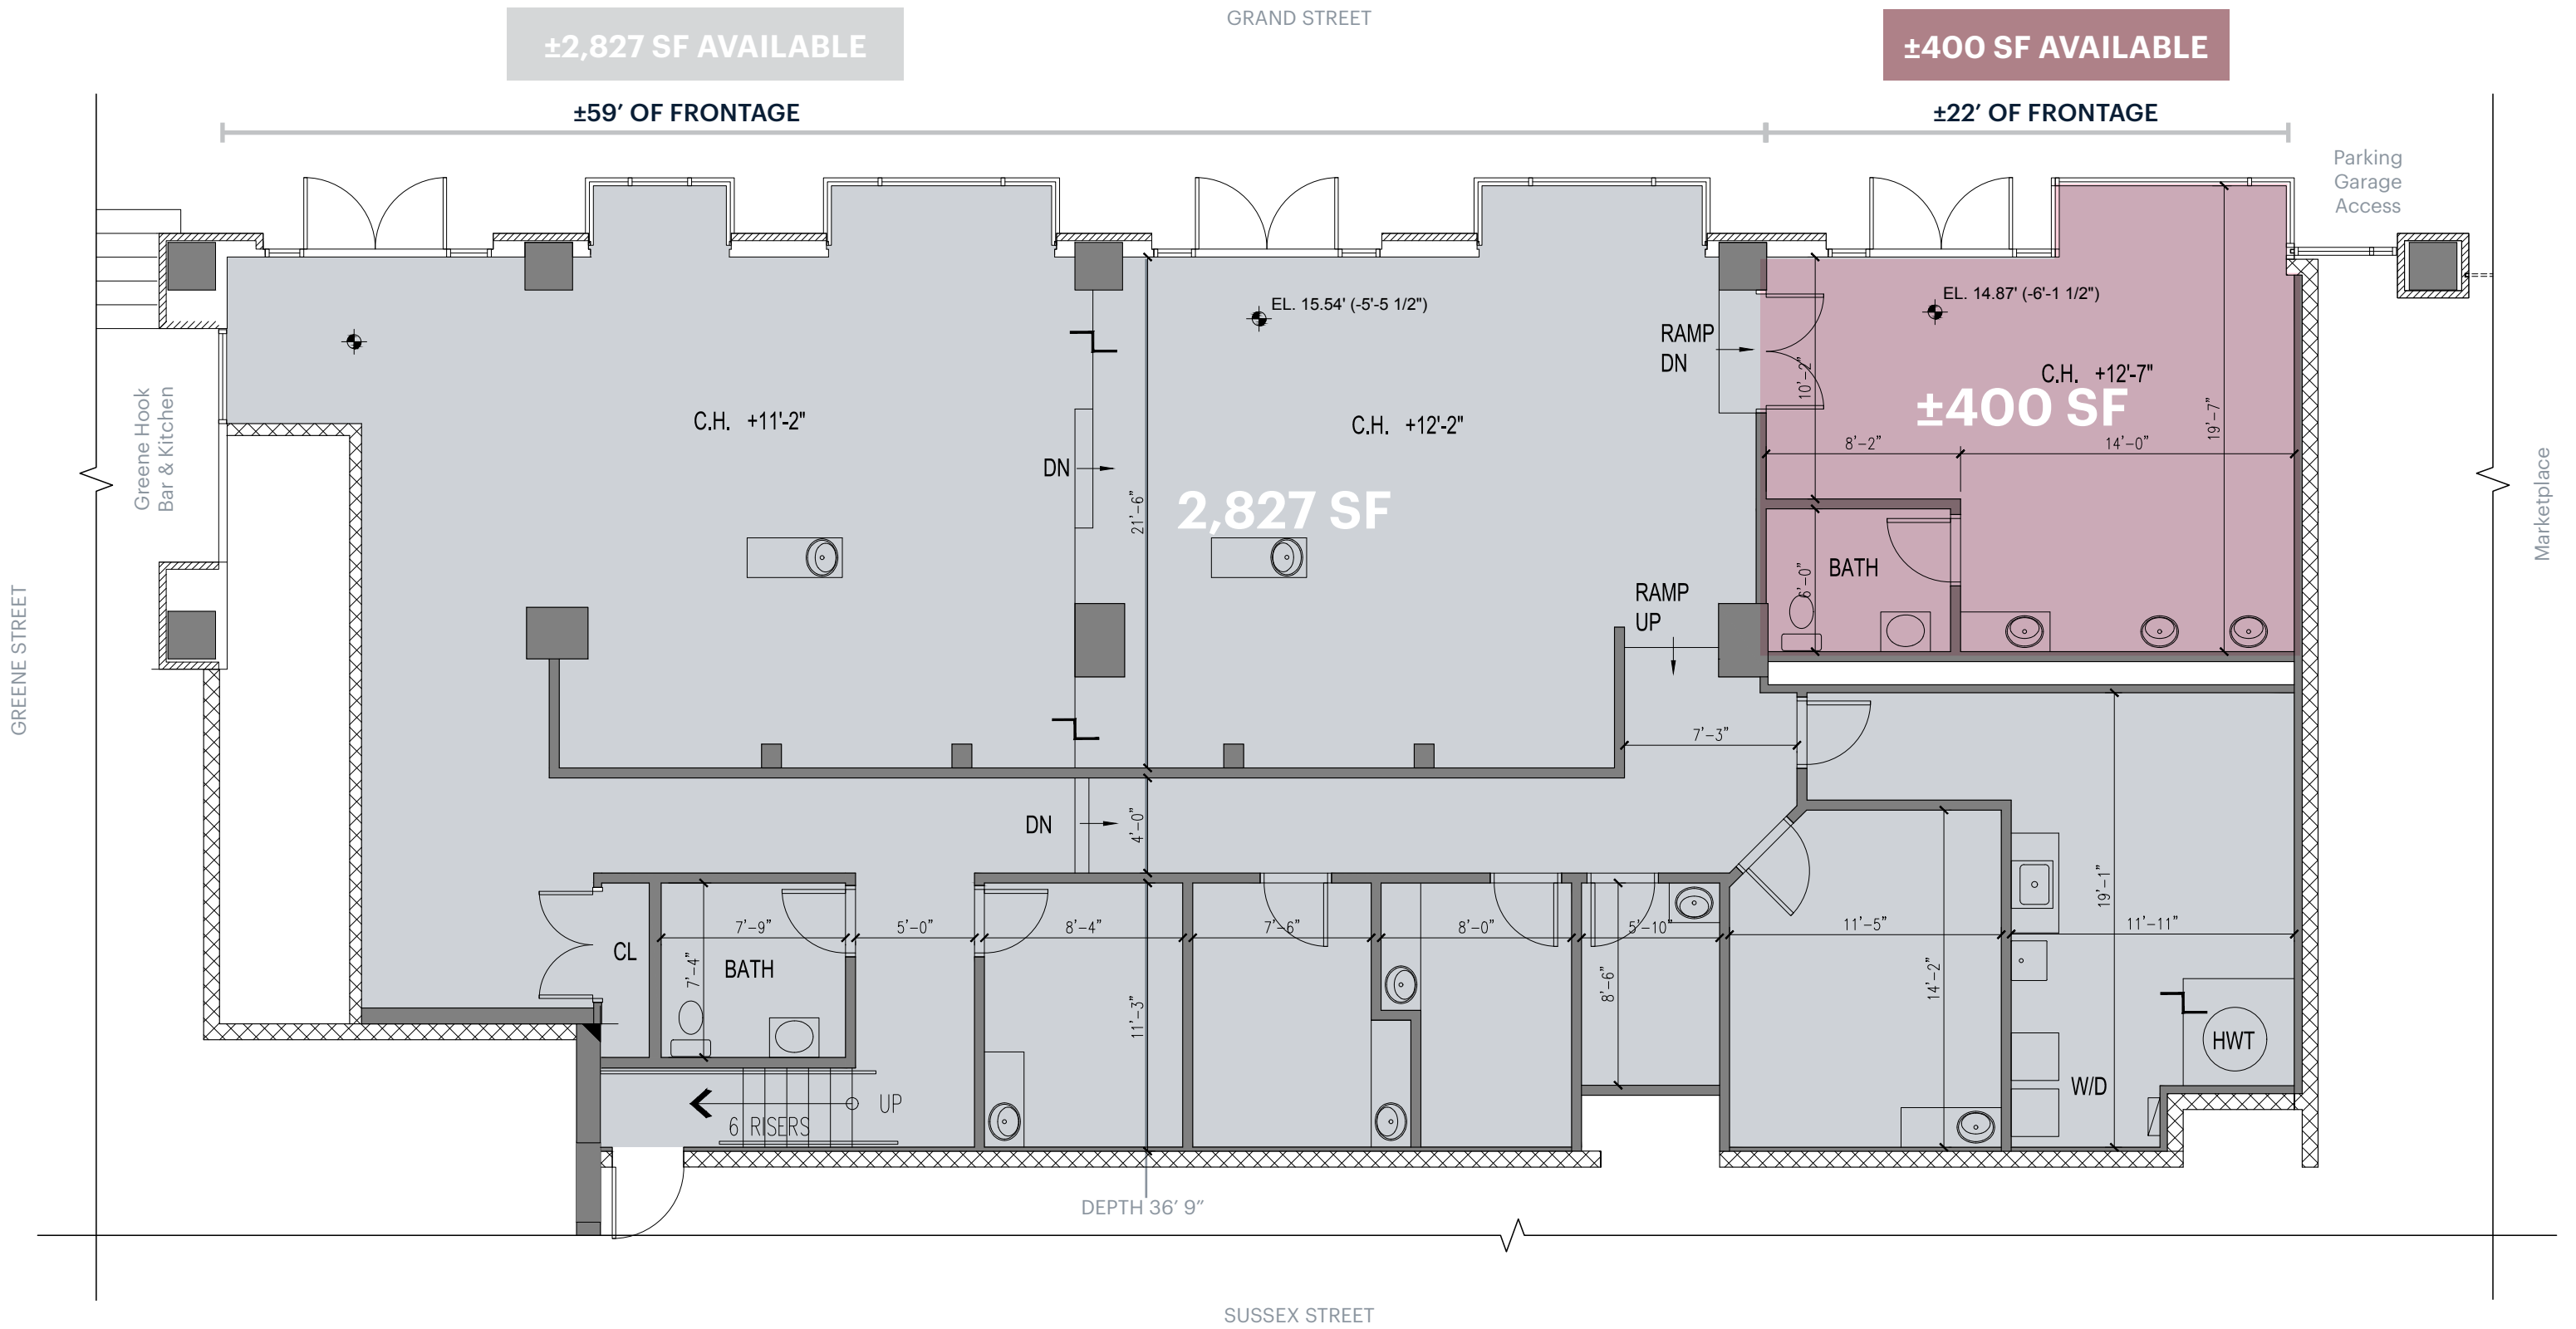 GRAND STREET
±2,827 SF AVAILABLE
±400 SF AVAILABLE
±59’ OF FRONTAGE
±22’ OF FRONTAGE
Parking
Garage
Access
EL. 15.54' (-5'-5 1/2")
EL. 14.87' (-6'-1 1/2")
RAMP
DN
10'-2"
C.H. +12'-7"
±400 SF
19'-7"
8'-2"
14'-0"
Greene Hook
Bar & Kitchen
C.H. +11'-2"
C.H. +12'-2"
DN
21'-6"
2,827 SF
Marketplace
BATH
6'-0"
RAMP
UP
GREENE STREET
7'-3"
DN
4'-0"
19'-1"
7'-9"
5'-0"
8'-4"
7'-6"
8'-0"
5'-10"
11'-5"
11'-11"
CL
BATH
7'-4"
11'-3"
8'-6"
14'-2"
HWT
W/D
UP
6 RISERS
DEPTH 36’ 9”
SUSSEX STREET